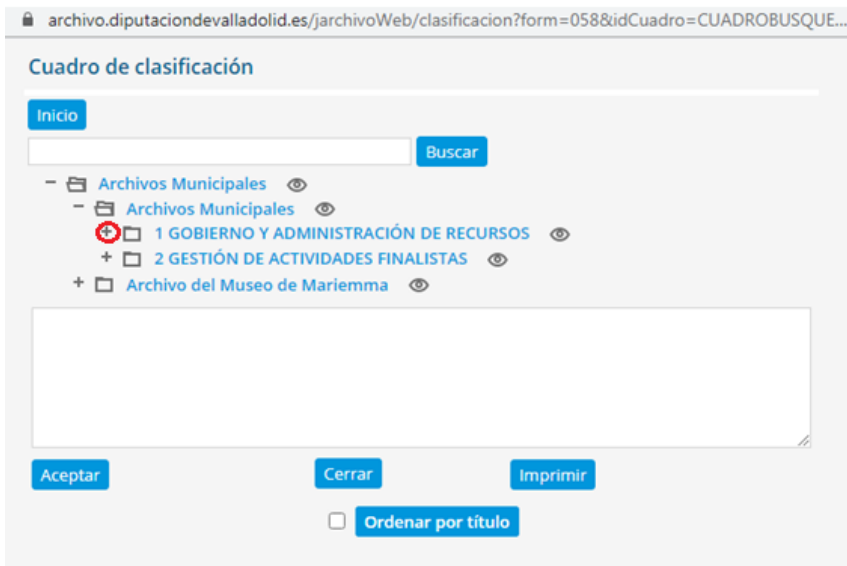 archivo.diputaciondevalladolid.es/jarchivoWeb/clasificacion?form=058&idCuadro=CUADROBUSQUE...
Cuadro de clasificación
Inicio
Buscar
Archivos Municipales
Archivos Municipales
1 GOBIERNO Y ADMINISTRACIÓN DE RECURSOS
2 GESTIÓN DE ACTIVIDADES FINALISTAS
Archivo del Museo de Mariemma
Aceptar Cerrar Imprimir
Ordenar por título